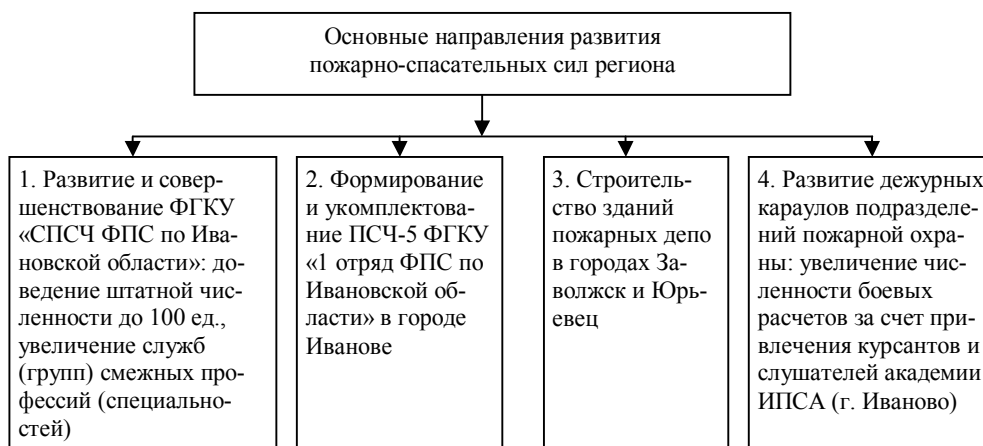 Основные направления развития
пожарно-спасательных сил региона
1. Развитие и совер-
шенствование ФГКУ
«СПСЧ ФПС по Ива-
новской области»: до-
ведение штатной чис-
ленности до 100 ед.,
увеличение служб
(групп) смежных про-
фессий (специально-
стей)
2. Формирование
и укомплектова-
ние ПСЧ-5 ФГКУ
«1 отряд ФПС по
Ивановской об-
ласти» в городе
Иванове
3. Строитель-
ство зданий
пожарных депо
в городах За-
волжск и Юрь-
евец
4. Развитие дежурных
караулов подразделе-
ний пожарной охра-
ны: увеличение чис-
ленности боевых
расчетов за счет при-
влечения курсантов и
слушателей академии
ИПСА (г. Иваново)